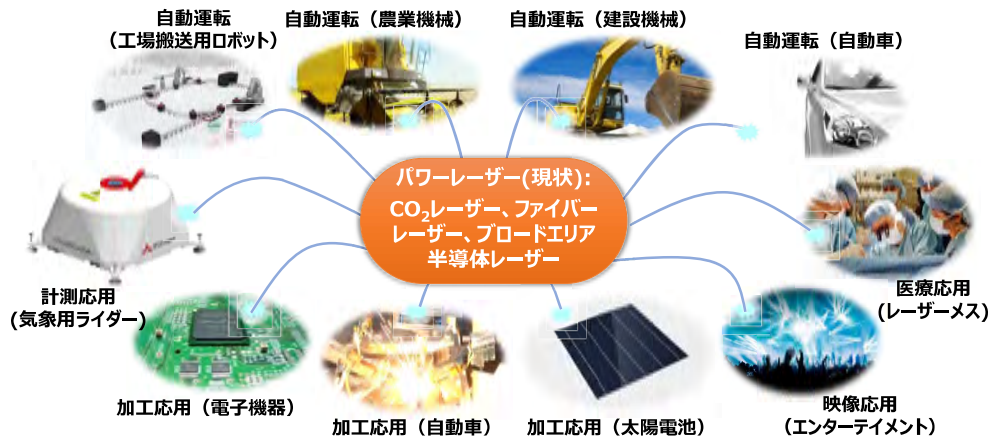 自動運転
（工場搬送用ロボット）
自動運転（農業機械）
自動運転（建設機械）
自動運転（自動車）
パワーレーザー(現状):
CO₂レーザー、ファイバー
レーザー、ブロードエリア
半導体レーザー
計測応用
(気象用ライダー)
医療応用
(レーザーメス)
加工応用（電子機器）
加工応用（自動車）
加工応用（太陽電池）
映像応用
（エンターテイメント）